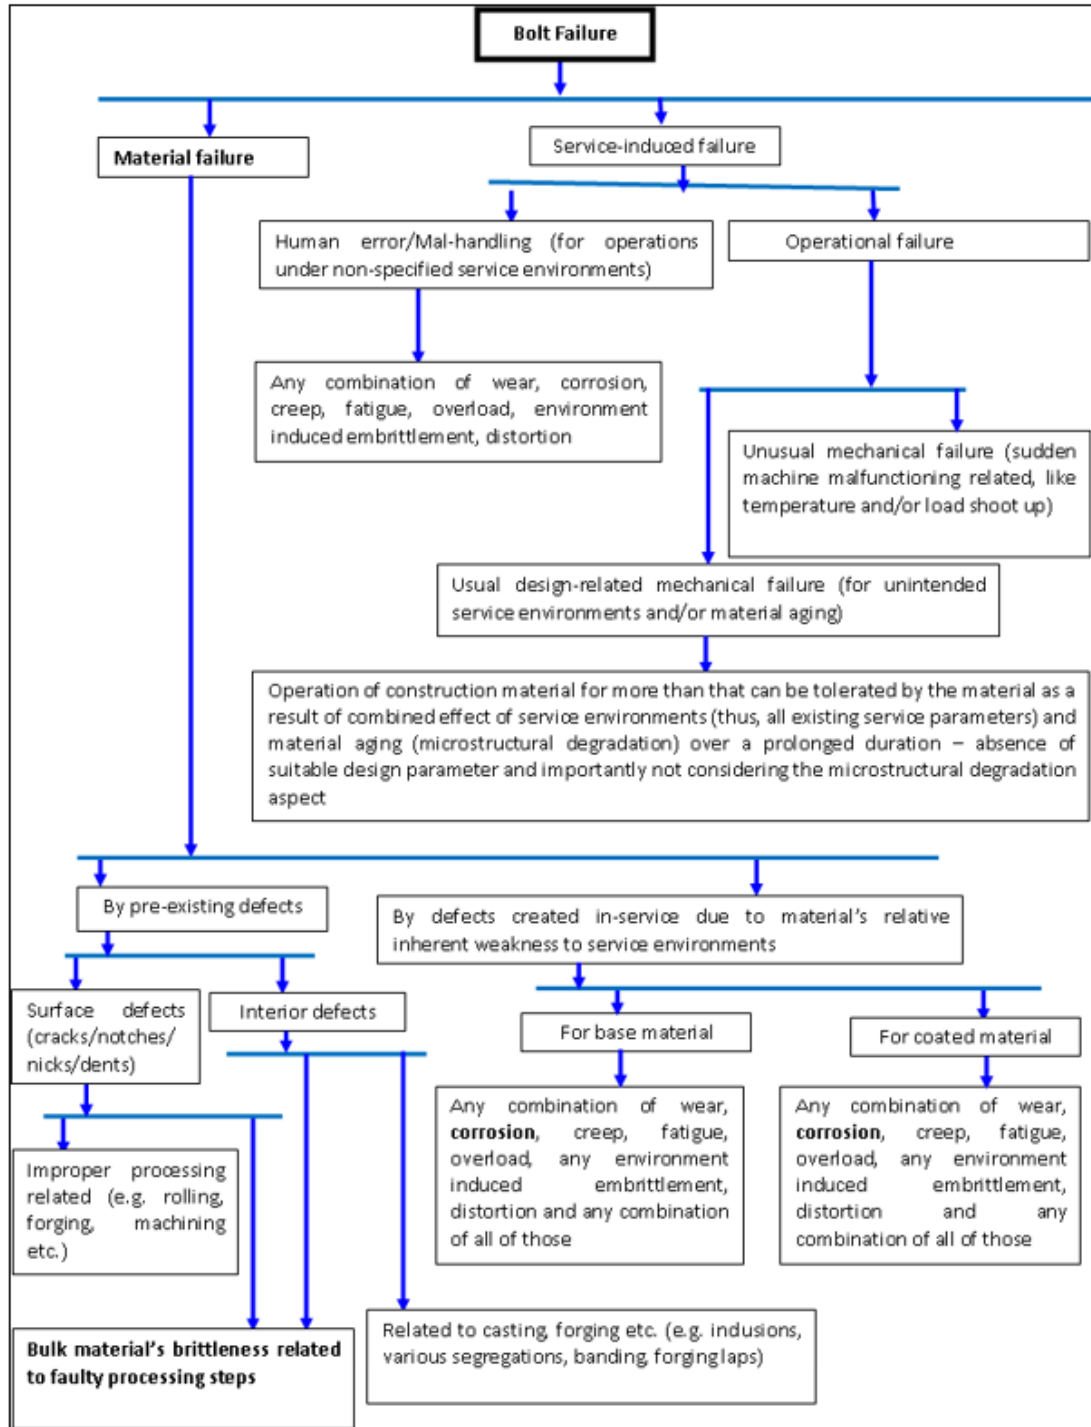 Bolt Failure
Material failure
Service-induced failure
Human error/Mal-handling (for operations
under non-specified service environments)
Operational failure
Any combination of wear, corrosion,
creep, fatigue, overload, environment
induced embrittlement, distortion
Unusual mechanical failure (sudden
machine malfunctioning related, like
temperature and/or load shoot up)
Usual design-related mechanical failure (for unintended
service environments and/or material aging)
Operation of construction material for more than that can be tolerated by the material as a
result of combined effect of service environments (thus, all existing service parameters) and
material aging (microstructural degradation) over a prolonged duration – absence of
suitable design parameter and importantly not considering the microstructural degradation
aspect
By pre-existing defects
By defects created in-service due to material's relative
inherent weakness to service environments
Surface defects
(cracks/notches/
nicks/dents)
Interior defects
For base material
For coated material
Any combination of wear,
corrosion, creep, fatigue,
overload, any environment
induced embrittlement,
distortion and any combination
of all of those
Any combination of wear,
corrosion, creep, fatigue,
overload, any environment
induced embrittlement,
distortion and any
combination of all of those
Improper processing
related (e.g. rolling,
forging, machining
etc.)
Bulk material's brittleness related
to faulty processing steps
Related to casting, forging etc. (e.g. indusions,
various segregations, banding, forging laps)